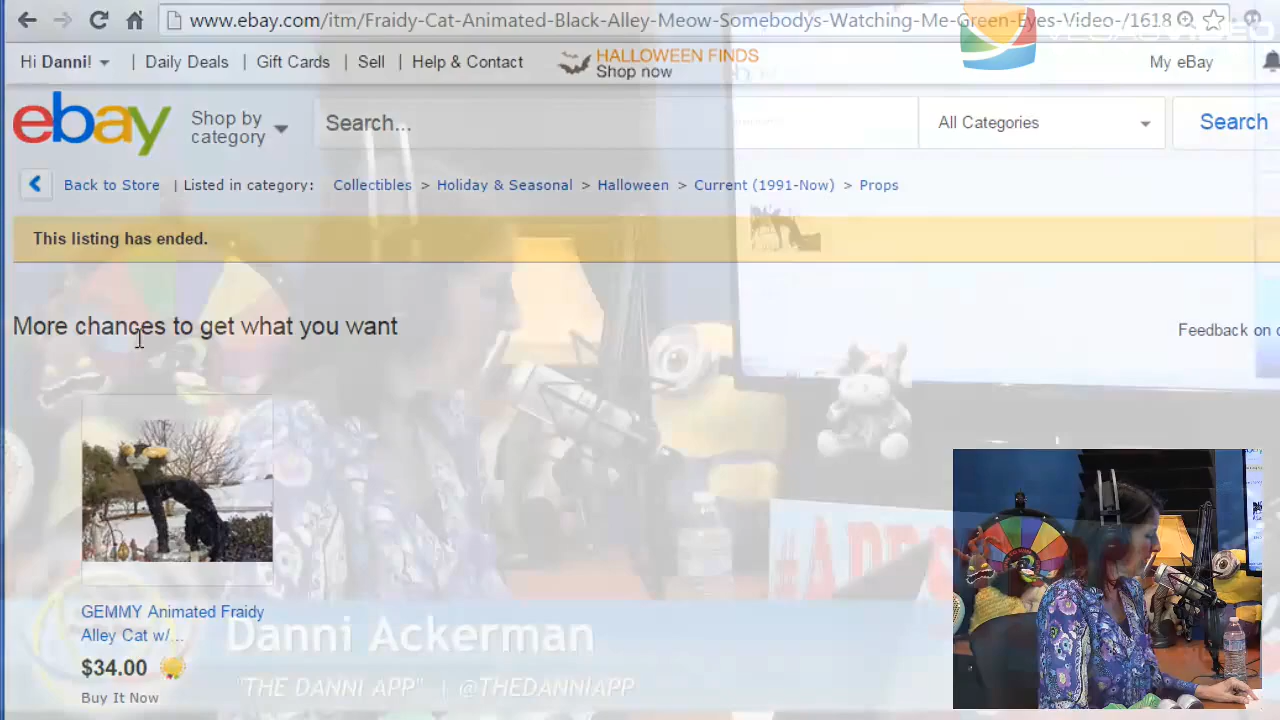 www.ebay.com/itm/Fraidy-Cat-Animated-Black-Alley-Meow-Somebodys-Watching-Me-Green-Eyes-Video-/1618
VIDEO
Hi Danni! | Daily Deals | Gift Cards | Sell | Help & Contact
HALLOWEEN FINDS
Shop now
My eBay
ebay
Shop by
category
Search...
All Categories
Search
Back to Store | Listed in category: Collectibles > Holiday & Seasonal > Halloween > Current (1991-Now) > Props
This listing has ended.
More chances to get what you want
Feedback on
GEMMY Animated Fraidy
Alley Cat w/...
$34.00
Buy It Now
Danni Ackerman
"THE DANNI APP" | @THEDANNIAPP